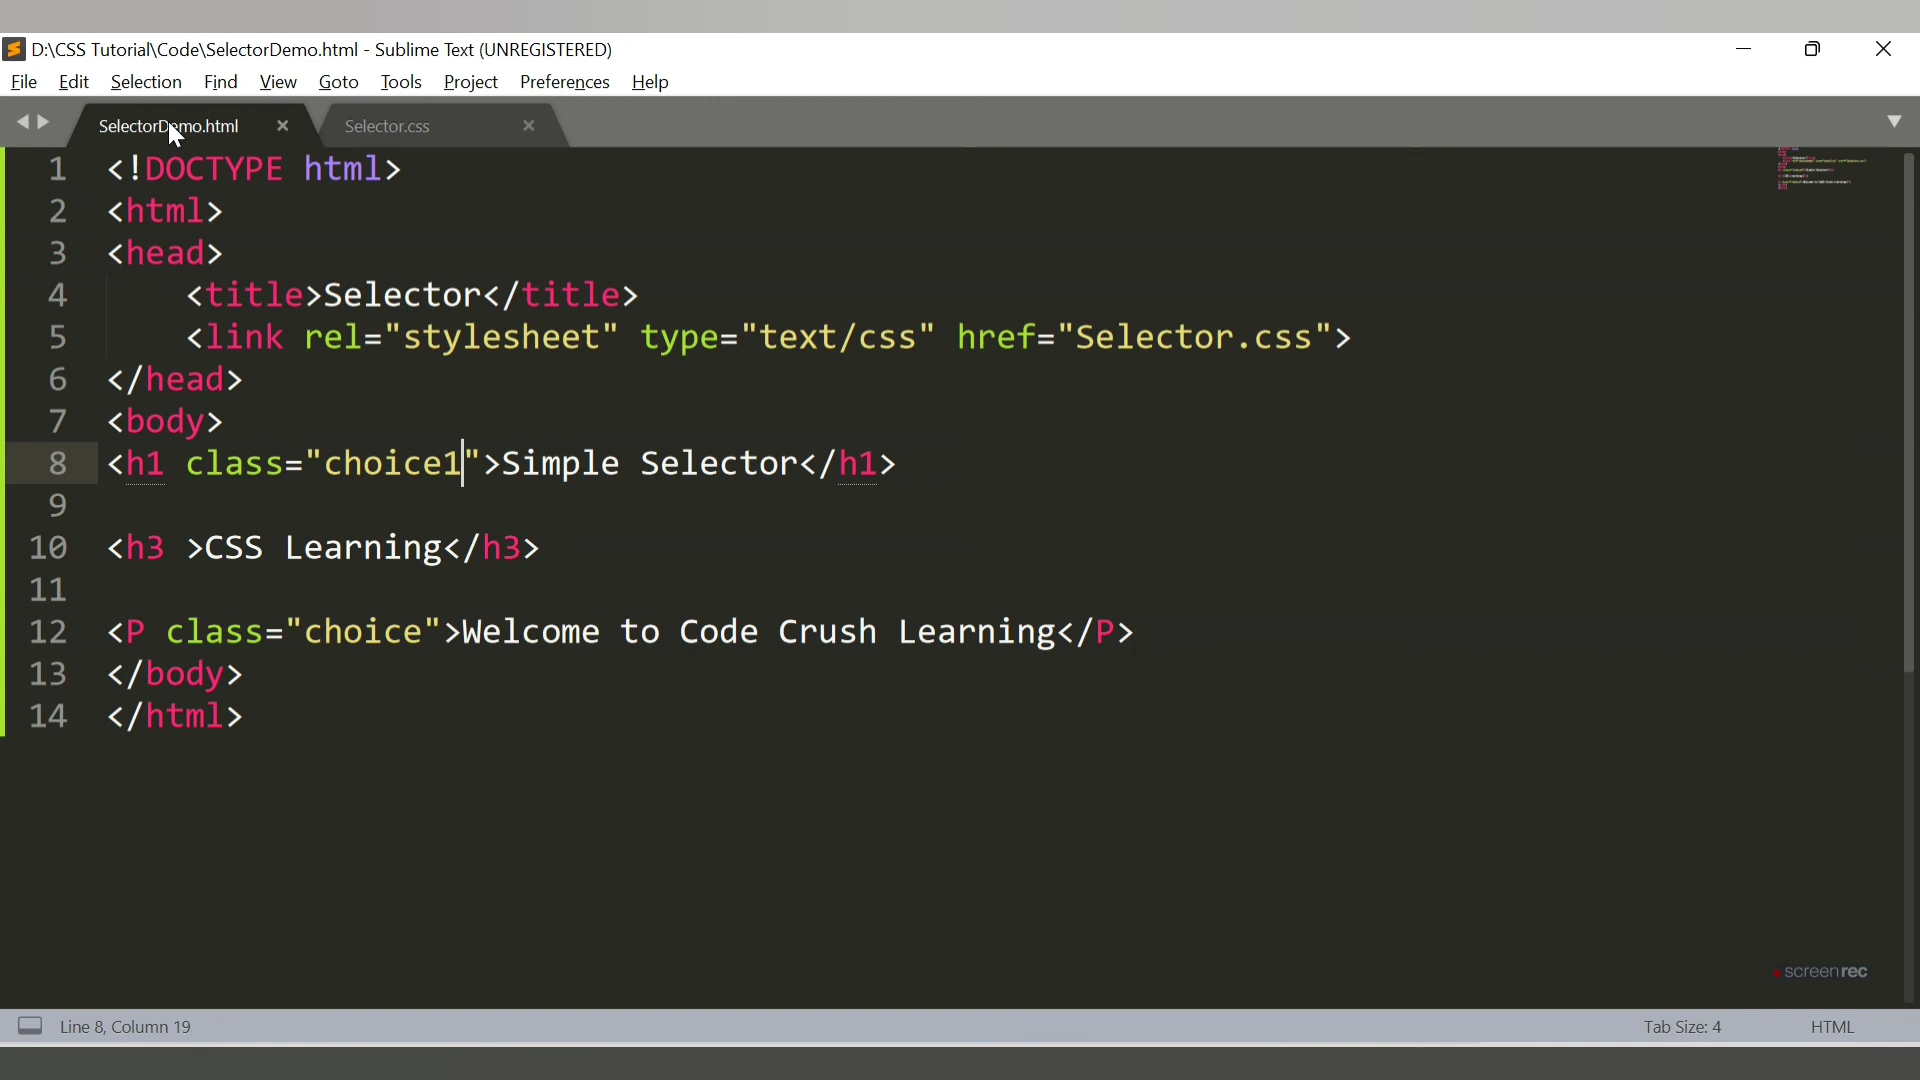 D:\CSS Tutorial\Code\SelectorDemo.html - Sublime Text (UNREGISTERED)
File Edit Selection Find View Goto Tools Project Preferences Help
SelectorDemo.html Selector.css
1 <!DOCTYPE html>
2 <html>
3 <head>
4 <title>Selector</title>
5 <link rel="stylesheet" type="text/css" href="Selector.css">
6 </head>
7 <body>
8 <h1 class="choice1">Simple Selector</h1>
9
10 <h3 >CSS Learning</h3>
11
12 <P class="choice">Welcome to Code Crush Learning</P>
13 </body>
14 </html>
screenrec
Line 8, Column 19 Tab Size: 4 HTML